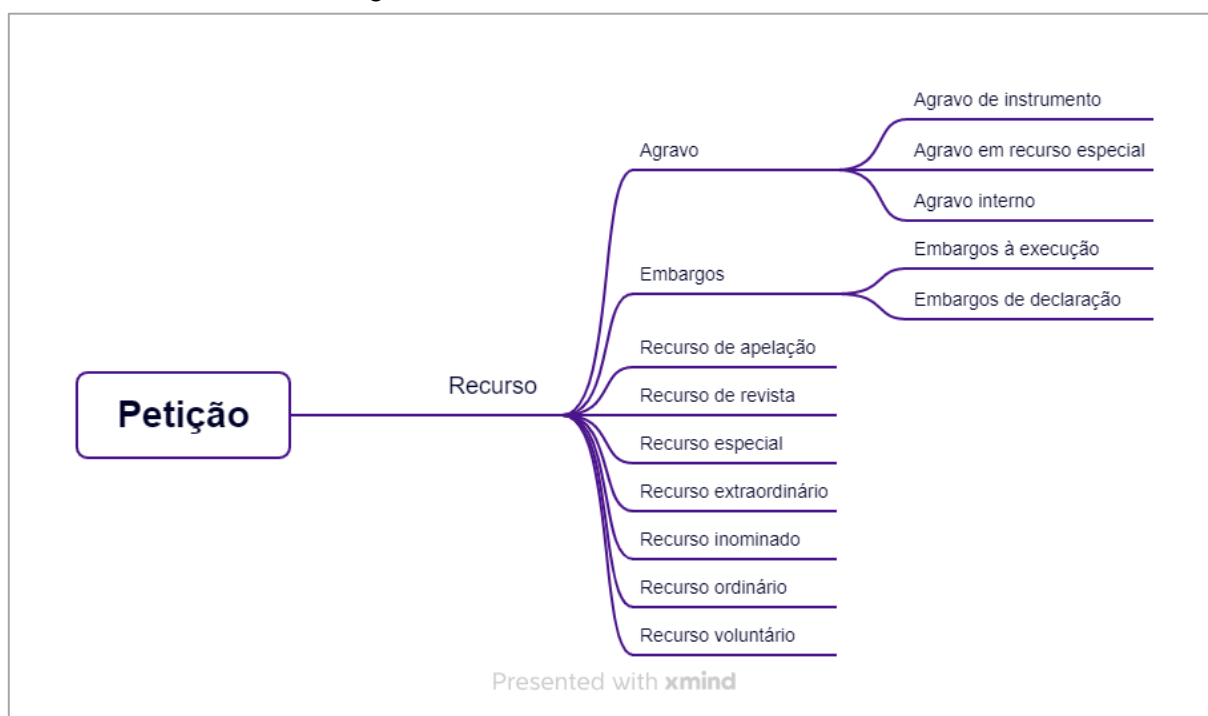 Agravo de instrumento
Agravo
Agravo em recurso especial
Agravo interno
Embargos à execução
Embargos
Embargos de declaração
Recurso de apelação
Petição
Recurso
Recurso de revista
Recurso especial
Recurso extraordinário
Recurso inominado
Recurso ordinário
Recurso voluntário
Presented with xmind